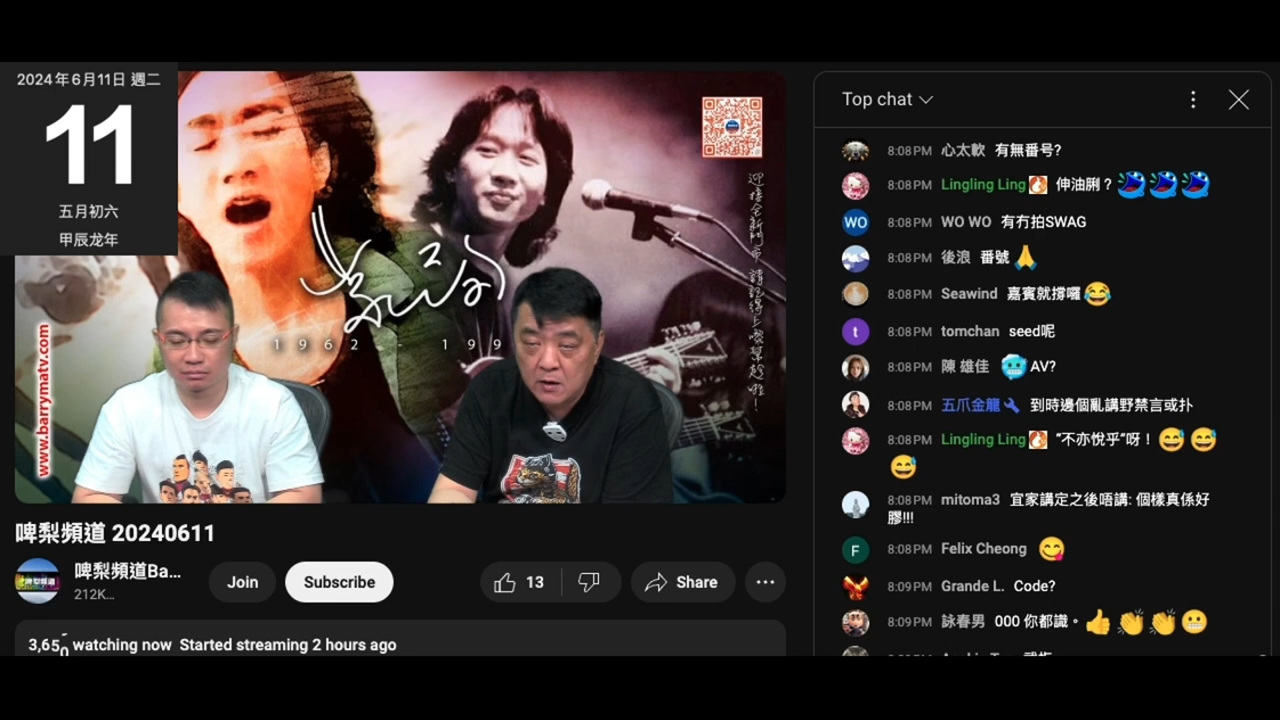 2024年6月11日 週二
11
五月初六
甲辰龙年
家駒
1962 - 199
www.barrymatv.com
啤梨頻道 20240611
啤梨頻道Ba...
212K...
Join
Subscribe
13
Share
watching now Started streaming 2 hours ago
Top chat
8:08PM 心太軟 有無番号?
8:08PM Lingling Ling 伸油脷?
WO
8:08PM WO WO 有冇拍SWAG
8:08PM 後浪 番號
8:08PM Seawind 嘉賓就撐囉
t
8:08PM tomchan seed呢
8:08PM 陳 雄佳 AV?
8:08PM 五爪金龍 到時邊個亂講野禁言或扑
8:08PM Lingling Ling "不亦悅乎"呀!
8:08PM mitoma3 宜家講定之後唔講: 個樣真係好
膠!!!
F
8:08PM Felix Cheong
8:09PM Grande L. Code?
8:09PM 詠春男 000 你都識。